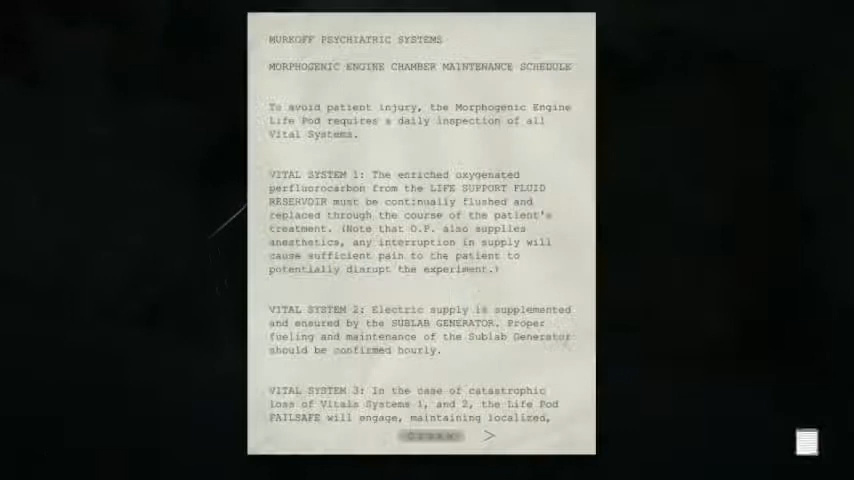 MURKOFF PSYCHIATRIC SYSTEMS
MORPHOGENIC ENGINE CHAMBER MAINTENANCE SCHEDULE
To avoid patient injury, the Morphogenic Engine
Life Pod requires a daily inspection of all
Vital Systems.
VITAL SYSTEM 1: The enriched oxygenated
perfluorocarbon from the LIFE SUPPORT FLUID
RESERVOIR must be continually flushed and
replaced through the course of the patient's
treatment. (Note that O.P. also supplies
anesthetics, any interruption in supply will
cause sufficient pain to the patient to
potentially disrupt the experiment.)
VITAL SYSTEM 2: Electric supply is supplemented
and ensured by the SUBLAB GENERATOR. Proper
fueling and maintenance of the Sublab Generator
should be confirmed hourly.
VITAL SYSTEM 3: In the case of catastrophic
loss of Vitals Systems 1, and 2, the Life Pod
FAILSAFE will engage, maintaining localized,
>